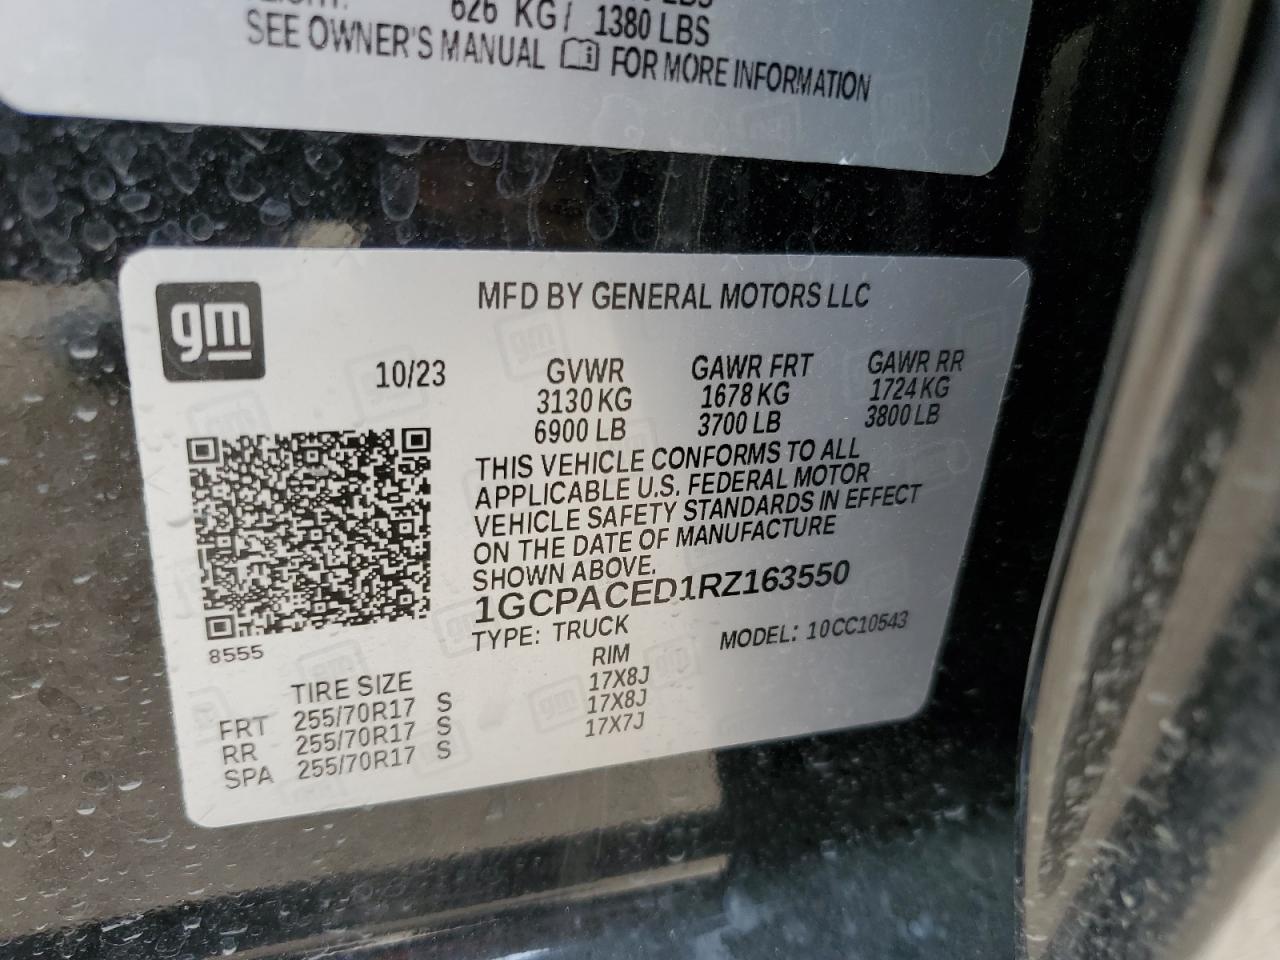 626 KG / 1380 LBS
SEE OWNER'S MANUAL FOR MORE INFORMATION
gm
MFD BY GENERAL MOTORS LLC
10/23 GVWR GAWR FRT GAWR RR
3130 KG 1678 KG 1724 KG
6900 LB 3700 LB 3800 LB
THIS VEHICLE CONFORMS TO ALL
APPLICABLE U.S. FEDERAL MOTOR
VEHICLE SAFETY STANDARDS IN EFFECT
ON THE DATE OF MANUFACTURE
SHOWN ABOVE.
1GCPACED1RZ163550
TYPE: TRUCK MODEL: 10CC10543
8555
TIRE SIZE RIM
FRT 255/70R17 S 17X8J
RR 255/70R17 S 17X8J
SPA 255/70R17 S 17X7J